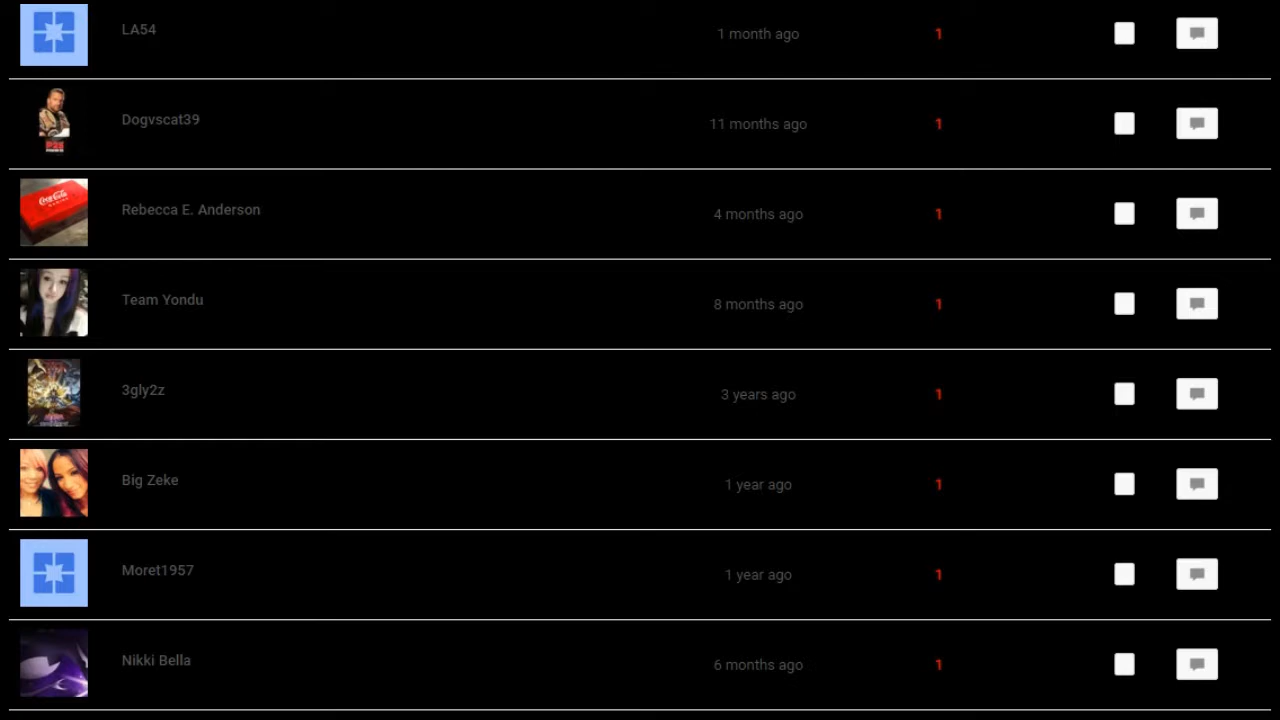 LA54
1 month ago
1
Dogvscat39
11 months ago
1
Rebecca E. Anderson
4 months ago
1
Coca-Cola
Team Yondu
8 months ago
1
3gly2z
3 years ago
1
Big Zeke
1 year ago
1
Moret1957
1 year ago
1
Nikki Bella
6 months ago
1